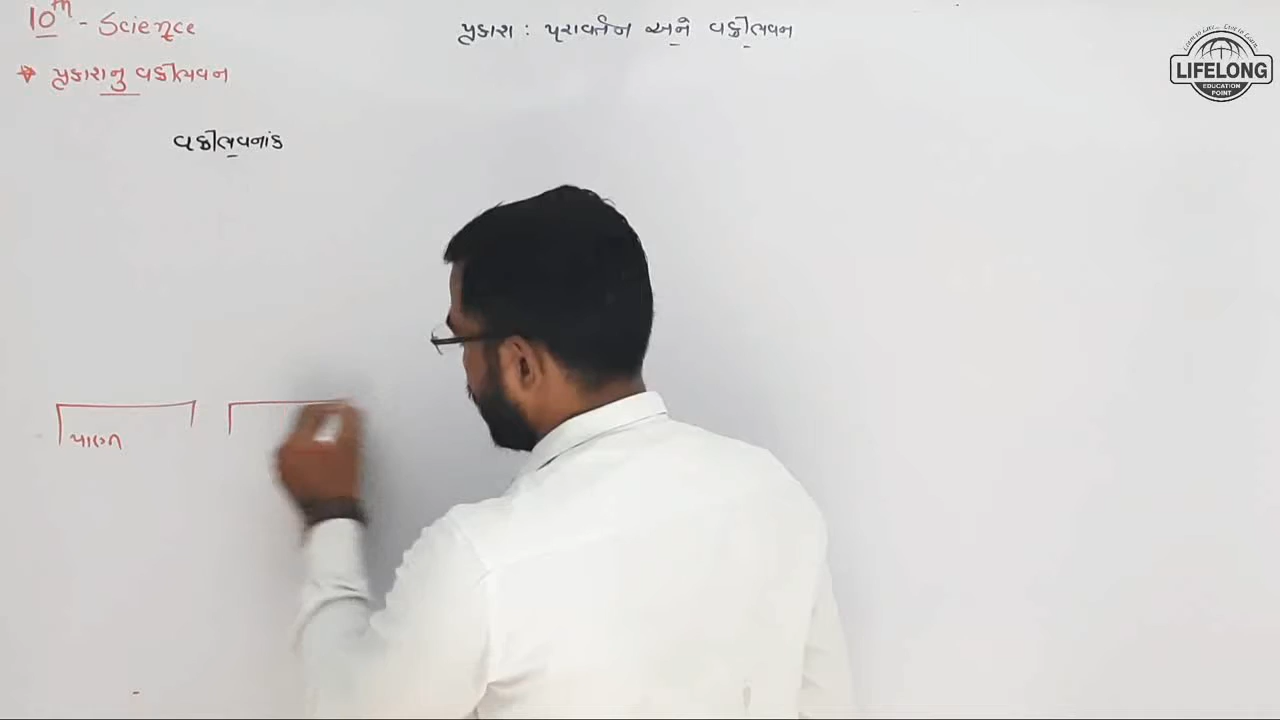 10th - Science
પ્રકાશ : પરાવર્તન અને વક્રીભવન
* પ્રકાશનુ વક્રીભવન
વક્રીભવનાંક
LIFELONG
EDUCATION
POINT